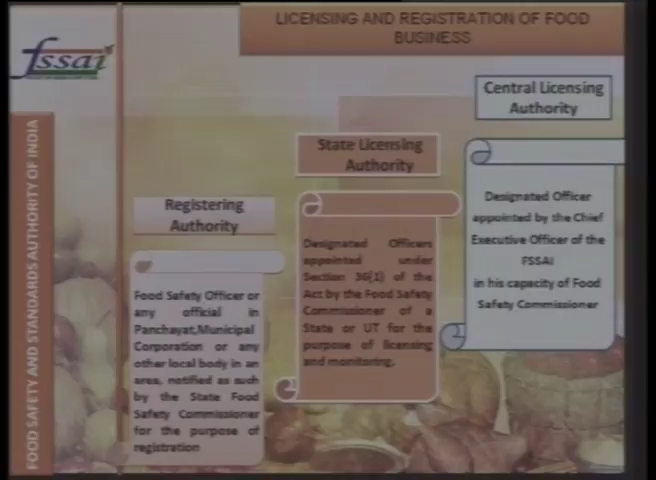 LICENSING AND REGISTRATION OF FOOD
BUSINESS
fssai
FOOD SAFETY AND STANDARDS AUTHORITY OF INDIA
Registering
Authority
Food Safety Officer or
any official in
Panchayat,Municipal
Corporation or any
other local body in an
area, notified as such
by the State Food
Safety Commissioner
for the purpose of
registration
State Licensing
Authority
Designated Officers
appointed under
Section 36(1) of the
Act by the Food Safety
Commissioner of a
State or UT for the
purpose of licensing
and monitoring.
Central Licensing
Authority
Designated Officer
appointed by the Chief
Executive Officer of the
FSSAI
in his capacity of Food
Safety Commissioner